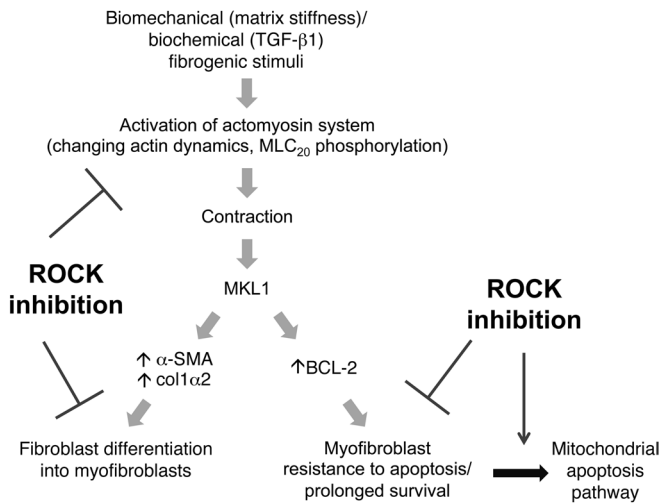 Biomechanical (matrix stiffness)/
biochemical (TGF-β1)
fibrogenic stimuli
Activation of actomyosin system
(changing actin dynamics, MLC₂₀ phosphorylation)
Contraction
ROCK
inhibition
MKL1
ROCK
inhibition
↑ α-SMA
↑ col1α2
↑BCL-2
Fibroblast differentiation
into myofibroblasts
Myofibroblast
resistance to apoptosis/
prolonged survival
Mitochondrial
apoptosis
pathway